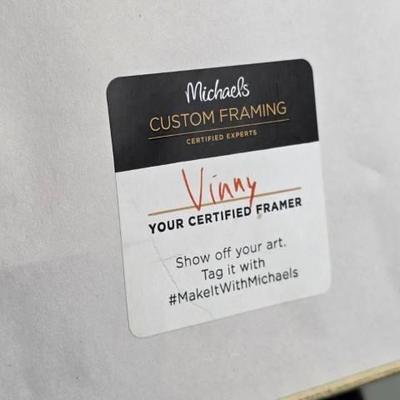 Michaels
CUSTOM FRAMING
CERTIFIED EXPERTS
Vinny
YOUR CERTIFIED FRAMER
Show off your art.
Tag it with
#MakeItWithMichaels